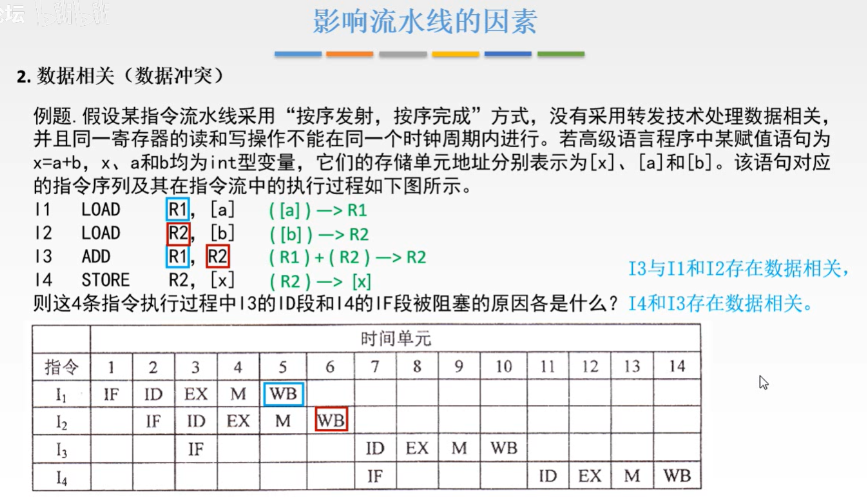 影响流水线的因素
2. 数据相关（数据冲突）
例题. 假设某指令流水线采用“按序发射，按序完成”方式，没有采用转发技术处理数据相关，
并且同一寄存器的读和写操作不能在同一个时钟周期内进行。若高级语言程序中某赋值语句为
x=a+b，x、a和b均为int型变量，它们的存储单元地址分别表示为[x]、[a]和[b]。该语句对应
的指令序列及其在指令流中的执行过程如下图所示。
I1 LOAD R1, [a] ([a]) —> R1
I2 LOAD R2, [b] ([b]) —> R2
I3 ADD R1, R2 (R1)+(R2) —> R2
I4 STORE R2, [x] (R2) —> [x]
I3与I1和I2存在数据相关，
则这4条指令执行过程中I3的ID段和I4的IF段被阻塞的原因各是什么？ I4和I3存在数据相关。
时间单元
指令 1 2 3 4 5 6 7 8 9 10 11 12 13 14
I1 IF ID EX M WB
I2 IF ID EX M WB
I3 IF ID EX M WB
I4 IF ID EX M WB